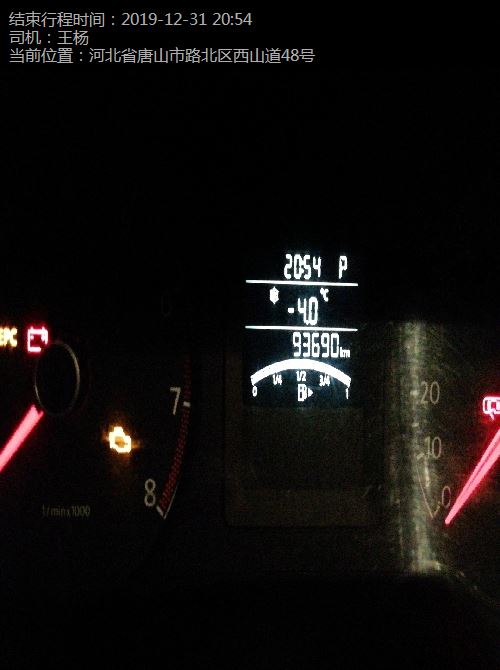 结束行程时间：2019-12-31 20:54
司机：王杨
当前位置：河北省唐山市路北区西山道48号
20:54 P
-4.0 °C
93690 km
0 1/4 1/2 3/4 1
EPC
7
8
1/min x1000
20
10
0